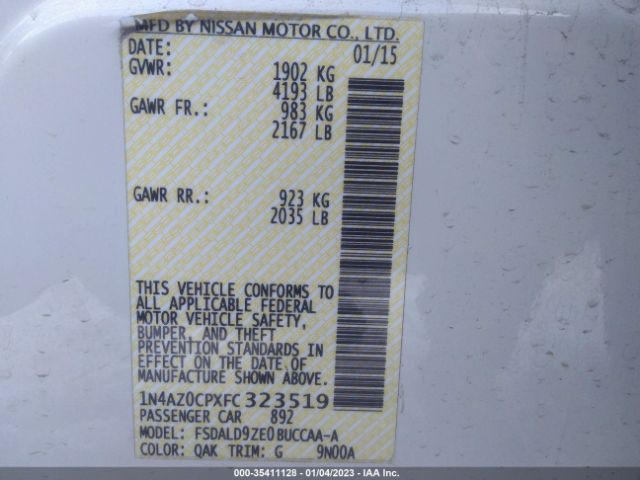 MFD BY NISSAN MOTOR CO., LTD.
DATE: 01/15
GVWR: 1902 KG
4193 LB
GAWR FR.: 983 KG
2167 LB
GAWR RR.: 923 KG
2035 LB
THIS VEHICLE CONFORMS TO
ALL APPLICABLE FEDERAL
MOTOR VEHICLE SAFETY,
BUMPER, AND THEFT
PREVENTION STANDARDS IN
EFFECT ON THE DATE OF
MANUFACTURE SHOWN ABOVE.
1N4AZ0CPXFC323519
PASSENGER CAR 892
MODEL: FSDALD9ZE0BUCCAA-A
COLOR: QAK TRIM: G 9N00A
000-35411128 - 01/04/2023 - IAA Inc.